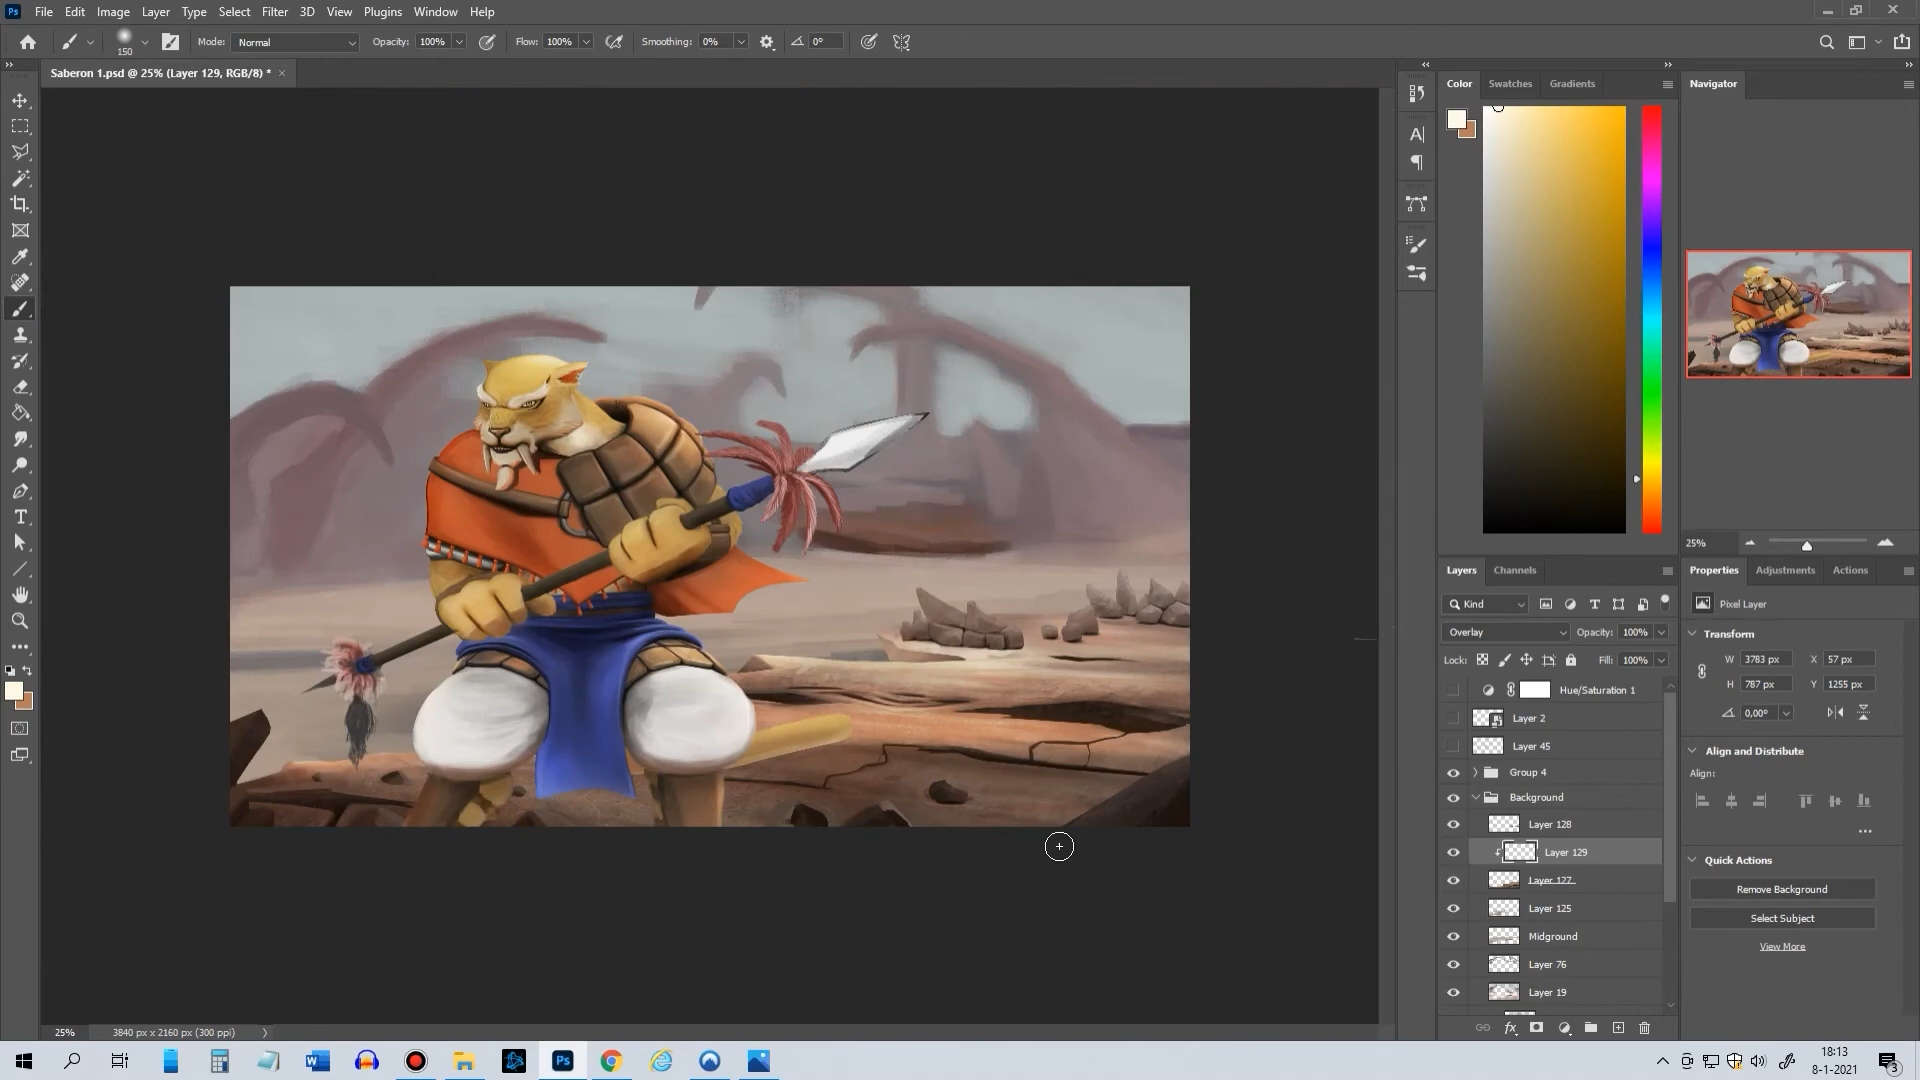 Ps File Edit Image Layer Type Select Filter 3D View Plugins Window Help
150 Mode: Normal Opacity: 100% Flow: 100% Smoothing: 0% 0°
Saberon 1.psd @ 25% (Layer 129, RGB/8) *
Color Swatches Gradients
Navigator
25%
Layers Channels
Kind
Overlay Opacity: 100%
Lock: Fill: 100%
Hue/Saturation 1
Layer 2
Layer 45
Group 4
Background
Layer 128
Layer 129
Layer 127
Layer 125
Midground
Layer 76
Layer 19
fx
Properties Adjustments Actions
Pixel Layer
Transform
W 3783 px X 57 px
H 787 px Y 1255 px
0,00°
Align and Distribute
Align:
Quick Actions
Remove Background
Select Subject
View More
25% 3840 px x 2160 px (300 ppi)
Ps
18:13
8-1-2021
3